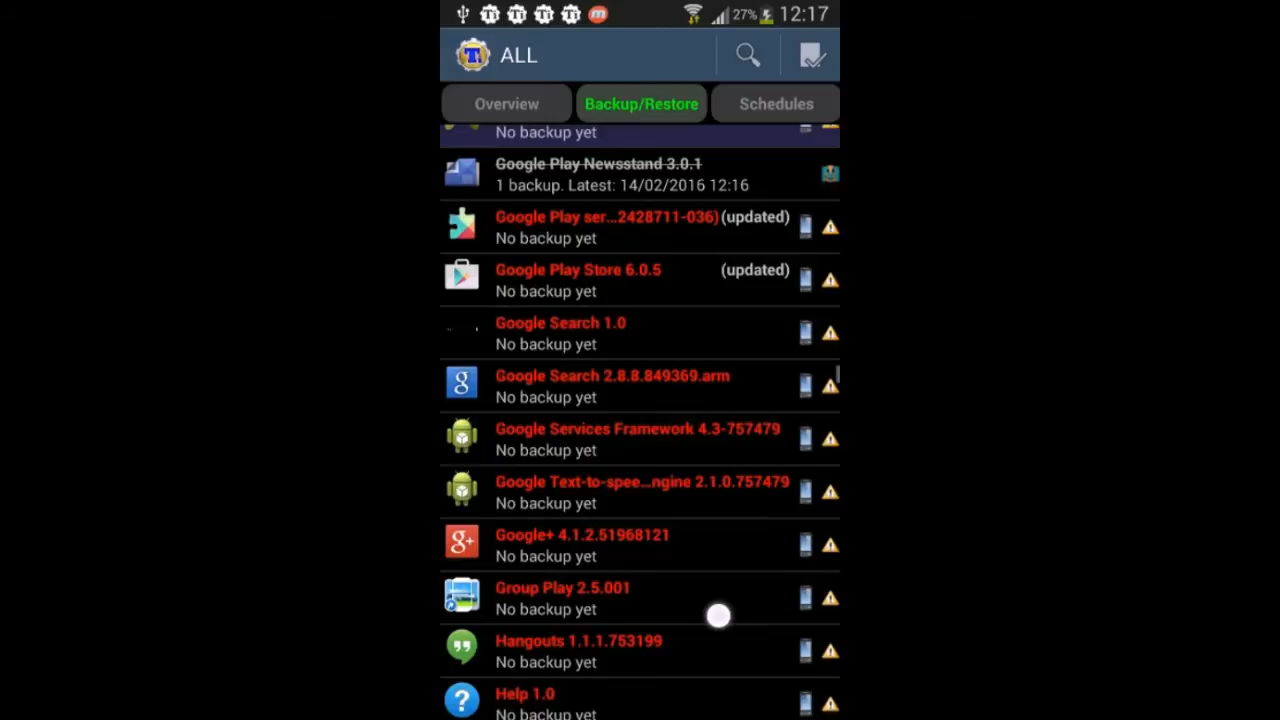 27% 12:17
ALL
Overview Backup/Restore Schedules
No backup yet
Google Play Newsstand 3.0.1
1 backup. Latest: 14/02/2016 12:16
Google Play ser...2428711-036) (updated)
No backup yet
Google Play Store 6.0.5 (updated)
No backup yet
Google Search 1.0
No backup yet
Google Search 2.8.8.849369.arm
No backup yet
Google Services Framework 4.3-757479
No backup yet
Google Text-to-spee...ngine 2.1.0.757479
No backup yet
Google+ 4.1.2.51968121
No backup yet
Group Play 2.5.001
No backup yet
Hangouts 1.1.1.753199
No backup yet
Help 1.0
No backup yet